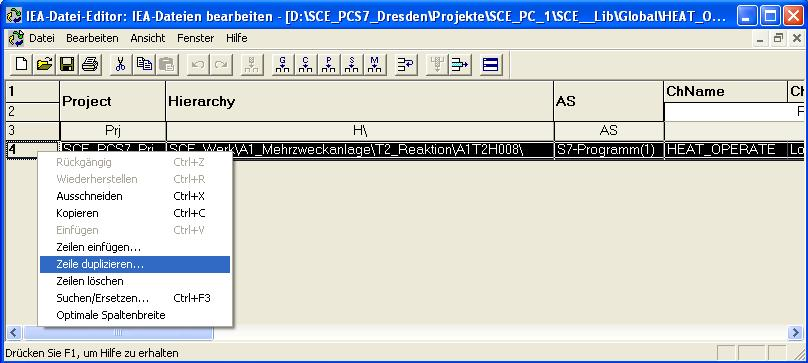 IEA-Datei-Editor: IEA-Dateien bearbeiten - [D:\SCE_PCS7_Dresden\Projekte\SCE_PC_1\SCE__Lib\Global\HEAT_O...
Datei Bearbeiten Ansicht Fenster Hilfe
G C P S M
1 Project Hierarchy AS ChName Ch
2 F
3 Prj H\ AS
4 SCE_PCS7_Prj SCE_Werk\A1_Mehrzweckanlage\T2_Reaktion\A1T2H008\ S7-Programm(1) HEAT_OPERATE Lo
Rückgängig Ctrl+Z
Wiederherstellen Ctrl+R
Ausschneiden Ctrl+X
Kopieren Ctrl+C
Einfügen Ctrl+V
Zeilen einfügen...
Zeile duplizieren...
Zeilen löschen
Suchen/Ersetzen... Ctrl+F3
Optimale Spaltenbreite
Drücken Sie F1, um Hilfe zu erhalten